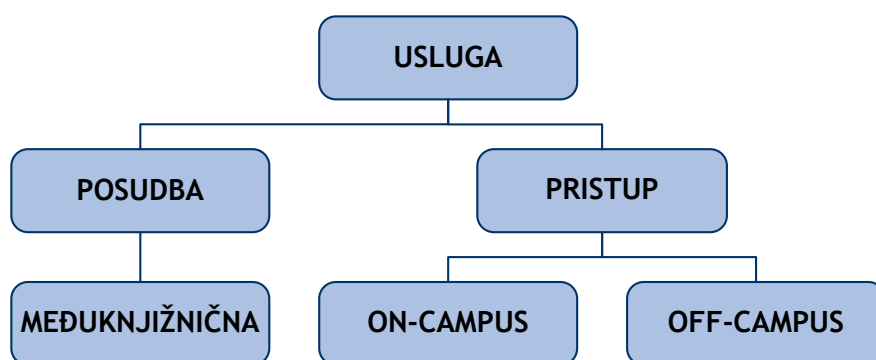 USLUGA
POSUDBA
PRISTUP
MEĐUKNJIŽNIČNA
ON-CAMPUS
OFF-CAMPUS